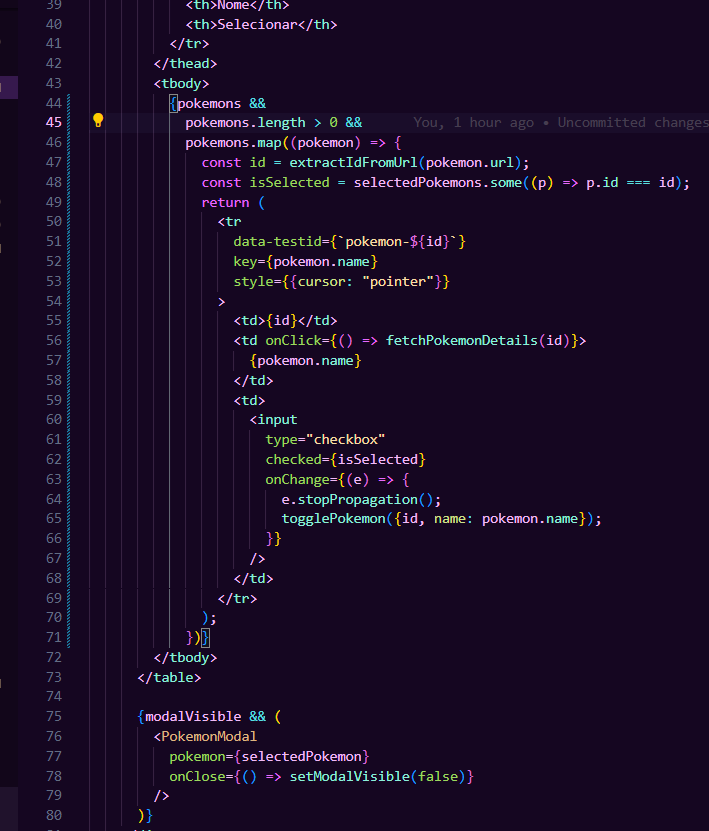 39 <th>Nome</th>
40 <th>Selecionar</th>
41 </tr>
42 </thead>
43 <tbody>
44 {pokemons &&
45 pokemons.length > 0 && You, 1 hour ago • Uncommitted changes
46 pokemons.map((pokemon) => {
47 const id = extractIdFromUrl(pokemon.url);
48 const isSelected = selectedPokemons.some((p) => p.id === id);
49 return (
50 <tr
51 data-testid={`pokemon-${id}`}
52 key={pokemon.name}
53 style={{cursor: "pointer"}}
54 >
55 <td>{id}</td>
56 <td onClick={() => fetchPokemonDetails(id)}>
57 {pokemon.name}
58 </td>
59 <td>
60 <input
61 type="checkbox"
62 checked={isSelected}
63 onChange={(e) => {
64 e.stopPropagation();
65 togglePokemon({id, name: pokemon.name});
66 }}
67 />
68 </td>
69 </tr>
70 );
71 })}
72 </tbody>
73 </table>
74
75 {modalVisible && (
76 <PokemonModal
77 pokemon={selectedPokemon}
78 onClose={() => setModalVisible(false)}
79 />
80 )}